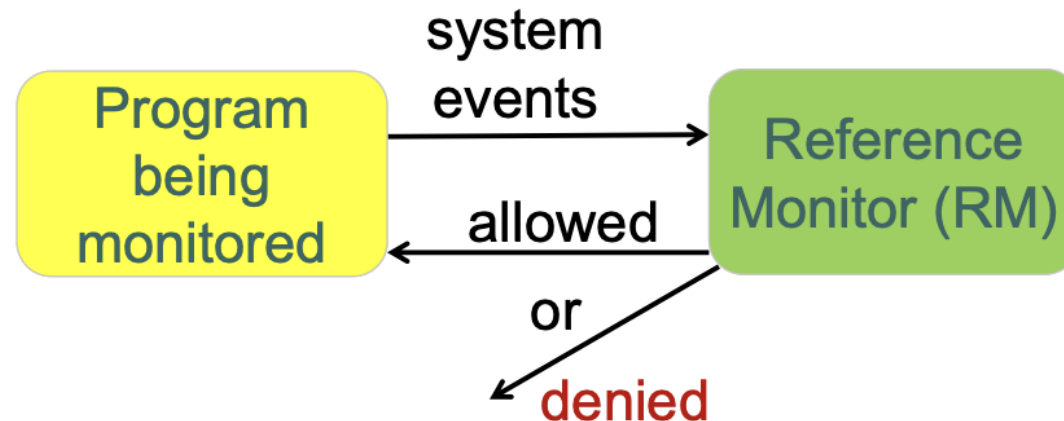 system
events
Program
being
monitored
Reference
Monitor (RM)
allowed
or
denied